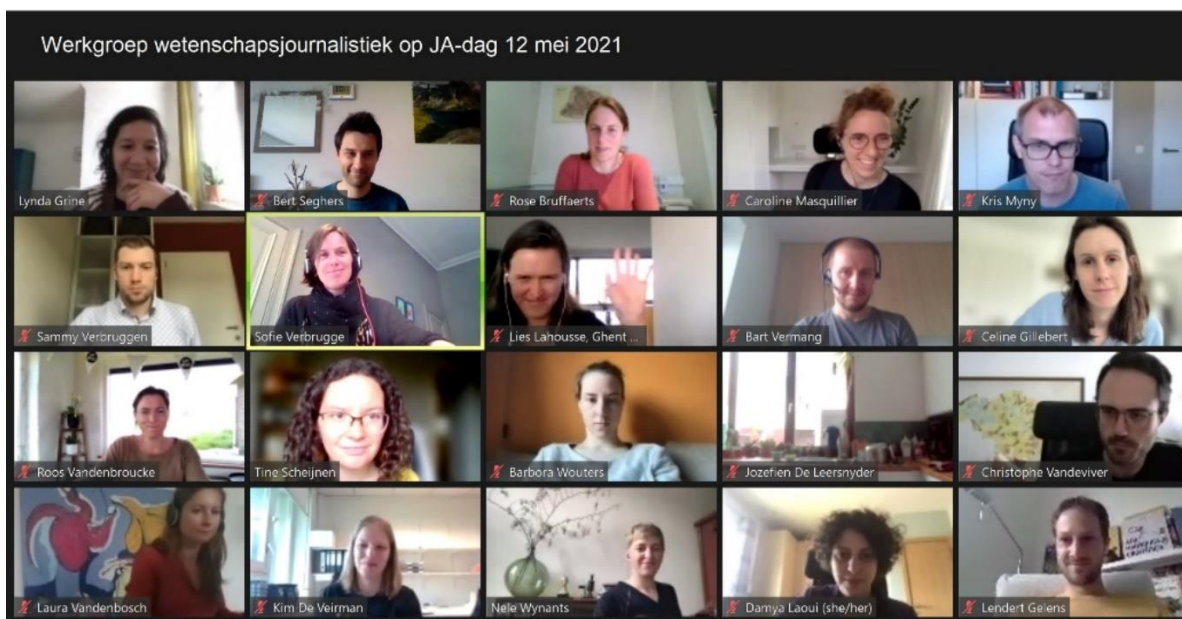 Werkgroep wetenschapsjournalistiek op JA-dag 12 mei 2021
Lynda Grine
Bert Seghers
Rose Bruffaerts
Caroline Masquillier
Kris Myny
Sammy Verbruggen
Sofie Verbrugge
Lies Lahousse, Ghent ...
Bart Vermang
Celine Gillebert
Roos Vandenbroucke
Tine Scheijnen
Barbora Wouters
Jozefien De Leersnyder
Christophe Vandeviver
Laura Vandenbosch
Kim De Veirman
Nele Wynants
Damya Laoui (she/her)
Lendert Gelens